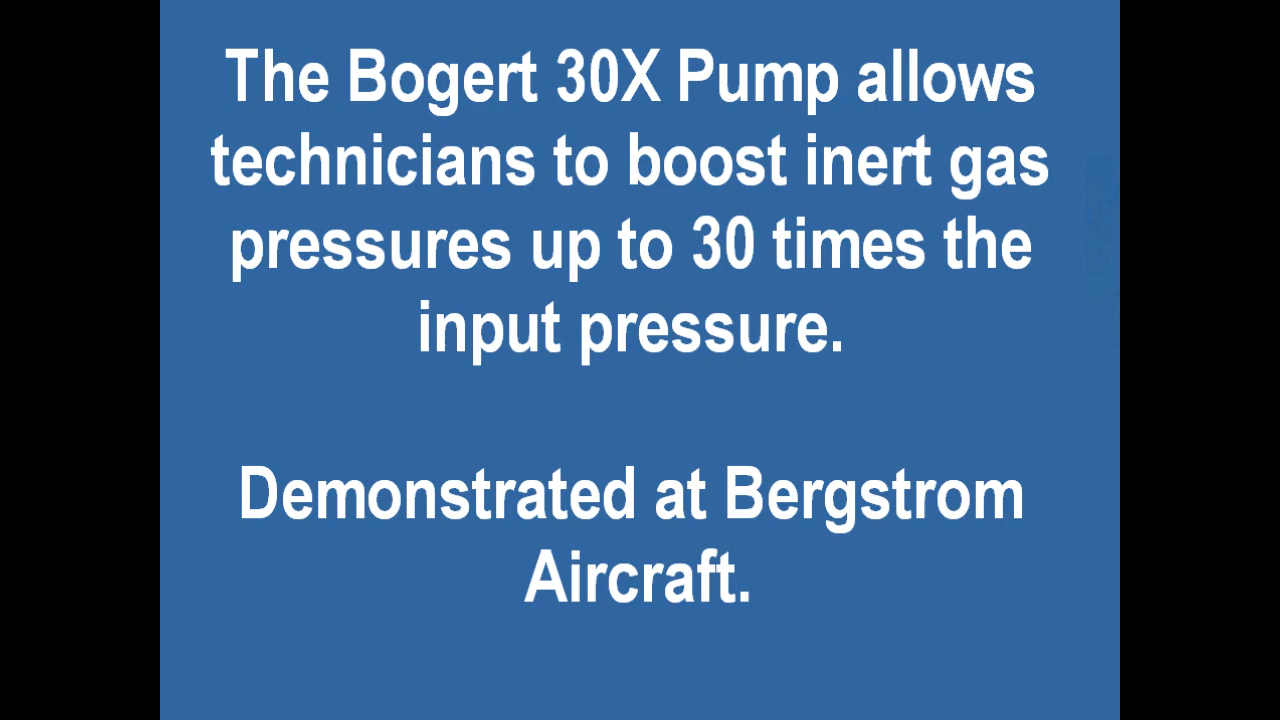 The Bogert 30X Pump allows
technicians to boost inert gas
pressures up to 30 times the
input pressure.
Demonstrated at Bergstrom
Aircraft.